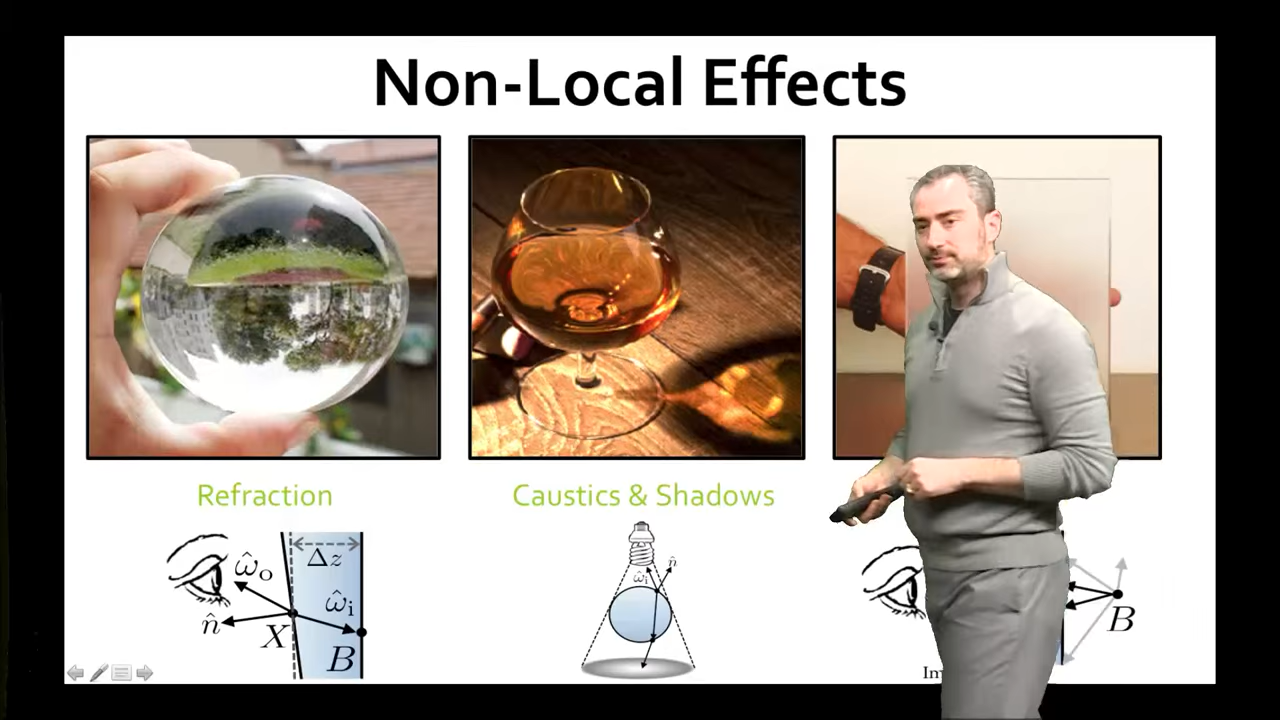 Non-Local Effects
Refraction
Caustics & Shadows
Δz
ω̂ₒ
ω̂ᵢ
n̂
X
B
n̂
ω̂ᵢ
B